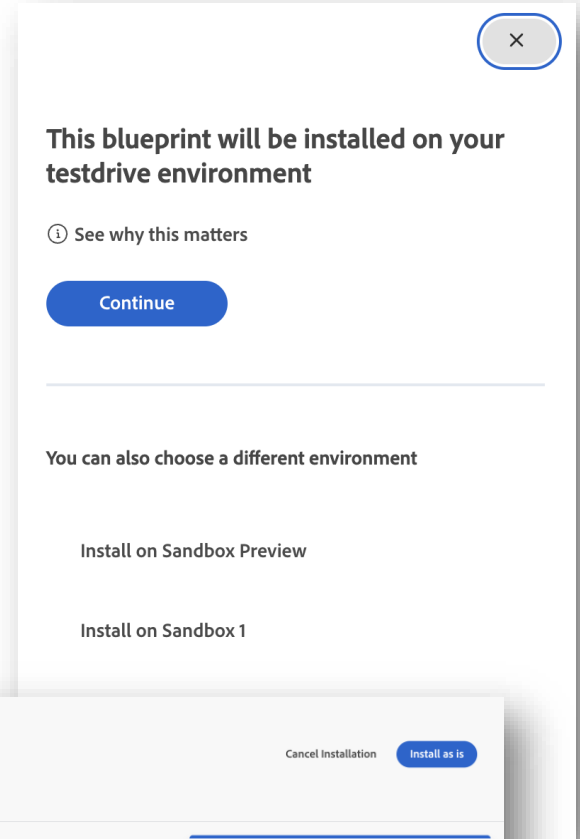 This blueprint will be installed on your
testdrive environment
See why this matters
Continue
You can also choose a different environment
Install on Sandbox Preview
Install on Sandbox 1
Cancel Installation
Install as is